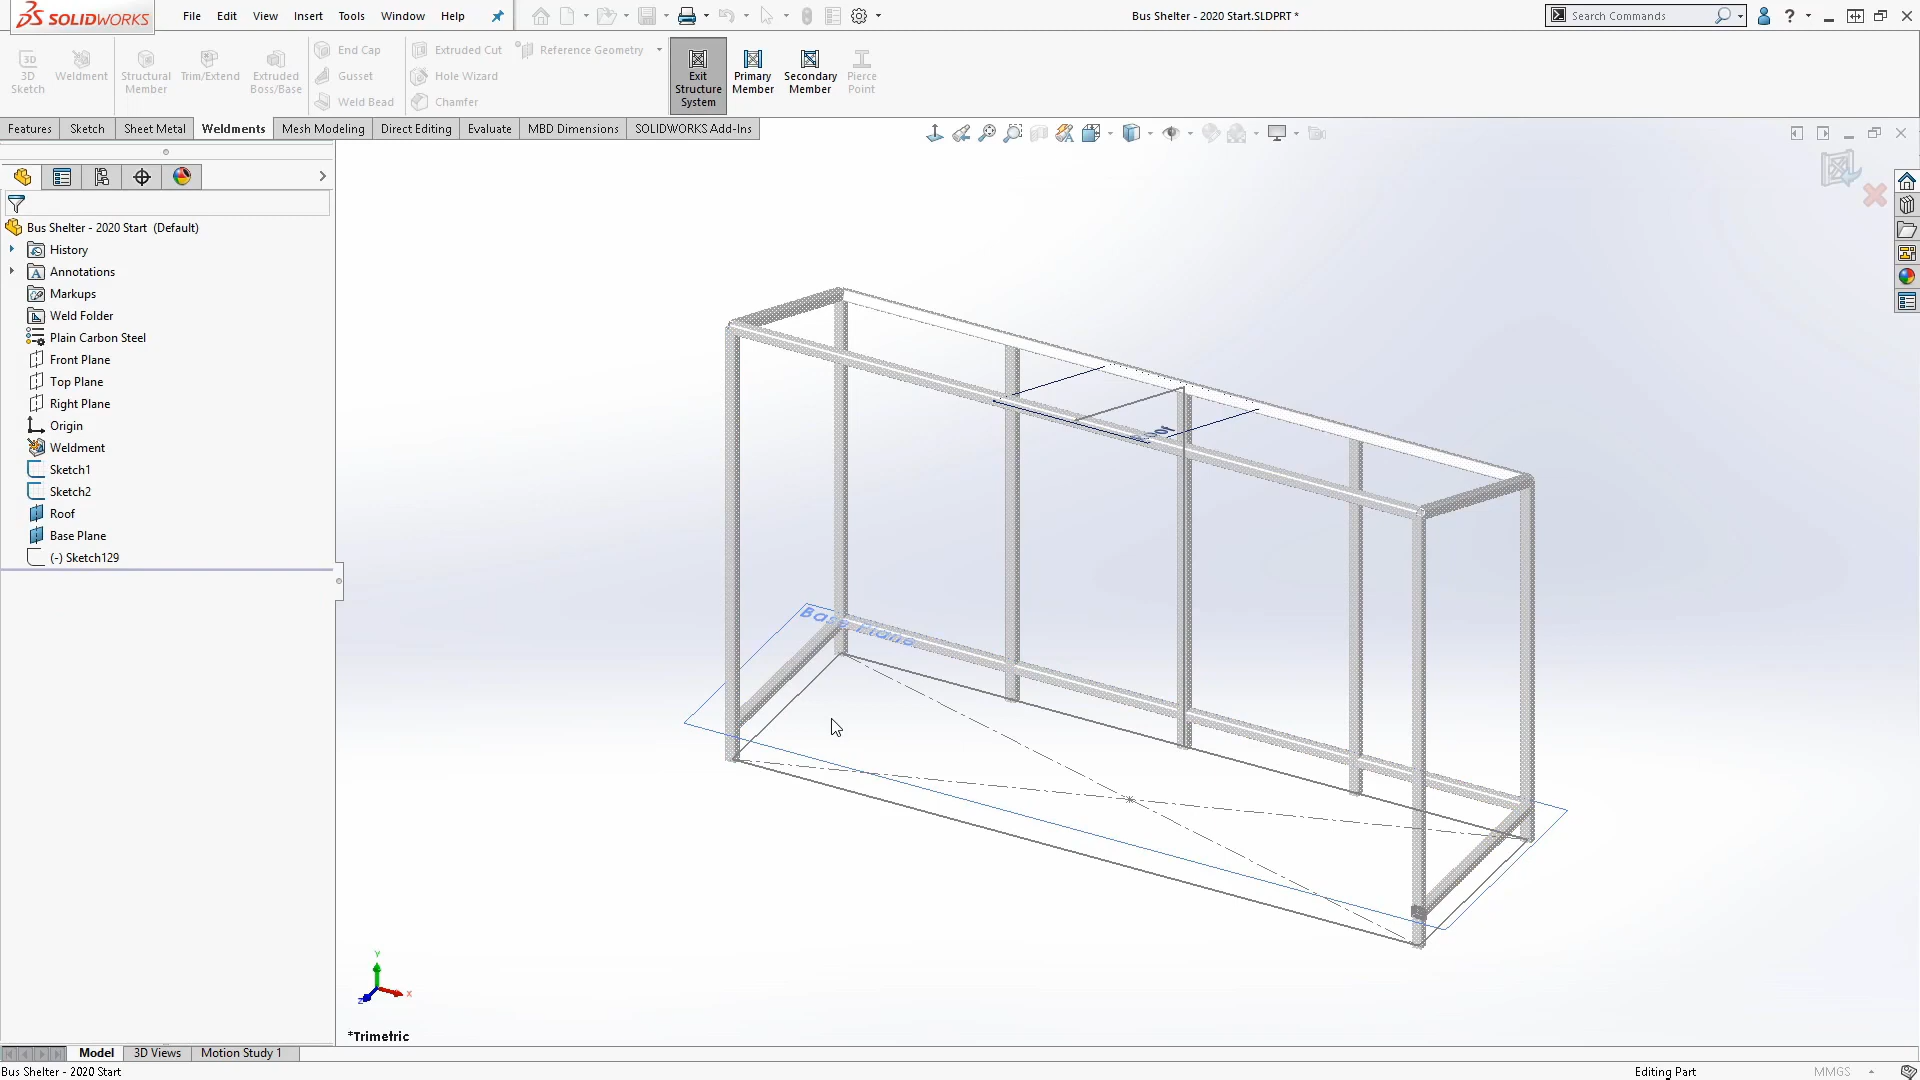 SOLIDWORKS
File Edit View Insert Tools Window Help
Bus Shelter - 2020 Start.SLDPRT *
Search Commands
3D Sketch
Weldment
Structural Member
Trim/Extend
Extruded Boss/Base
End Cap
Gusset
Weld Bead
Extruded Cut
Hole Wizard
Chamfer
Reference Geometry
Exit Structure System
Primary Member
Secondary Member
Pierce Point
Features Sketch Sheet Metal Weldments Mesh Modeling Direct Editing Evaluate MBD Dimensions SOLIDWORKS Add-Ins
Bus Shelter - 2020 Start (Default)
History
Annotations
Markups
Weld Folder
Plain Carbon Steel
Front Plane
Top Plane
Right Plane
Origin
Weldment
Sketch1
Sketch2
Roof
Base Plane
(-) Sketch129
Base Plane
Y
X
Z
*Trimetric
Model 3D Views Motion Study 1
Bus Shelter - 2020 Start
Editing Part
MMGS